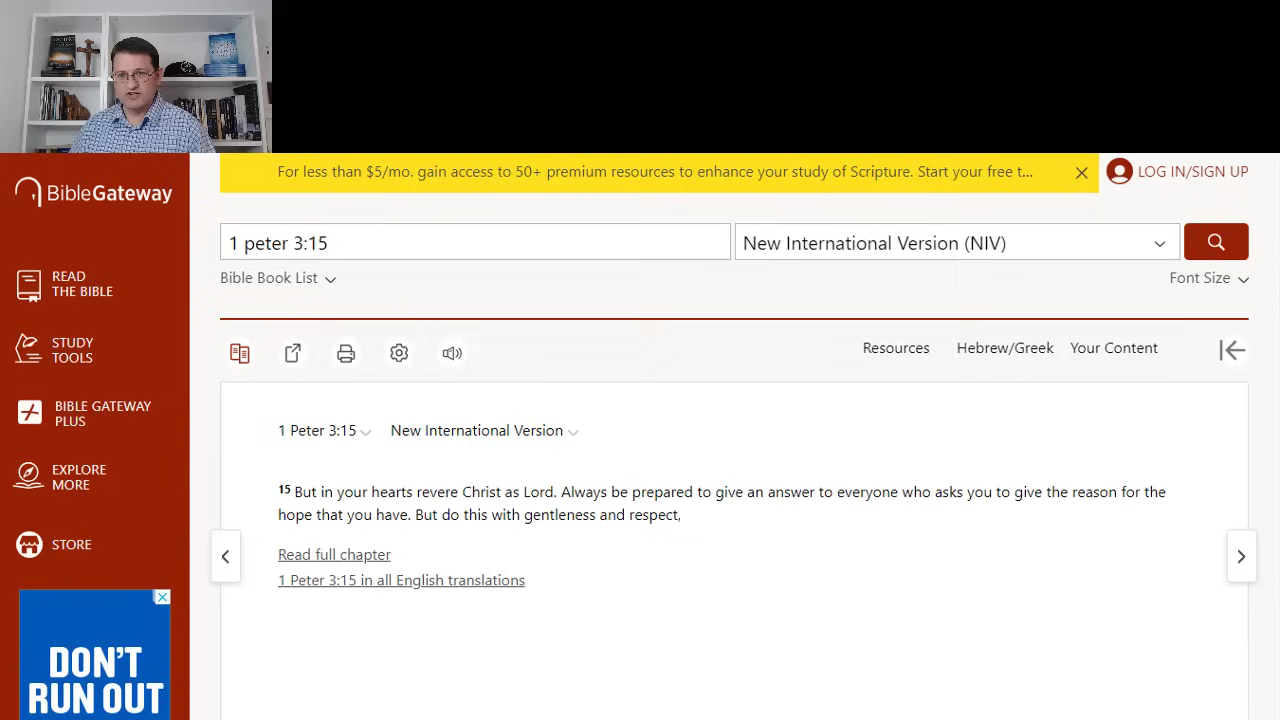 For less than $5/mo. gain access to 50+ premium resources to enhance your study of Scripture. Start your free t...
LOG IN/SIGN UP
BibleGateway
1 peter 3:15
New International Version (NIV)
Bible Book List
Font Size
READ
THE BIBLE
STUDY
TOOLS
BIBLE GATEWAY
PLUS
EXPLORE
MORE
STORE
Resources
Hebrew/Greek
Your Content
1 Peter 3:15
New International Version
15 But in your hearts revere Christ as Lord. Always be prepared to give an answer to everyone who asks you to give the reason for the
hope that you have. But do this with gentleness and respect,
Read full chapter
1 Peter 3:15 in all English translations
DON'T
RUN OUT